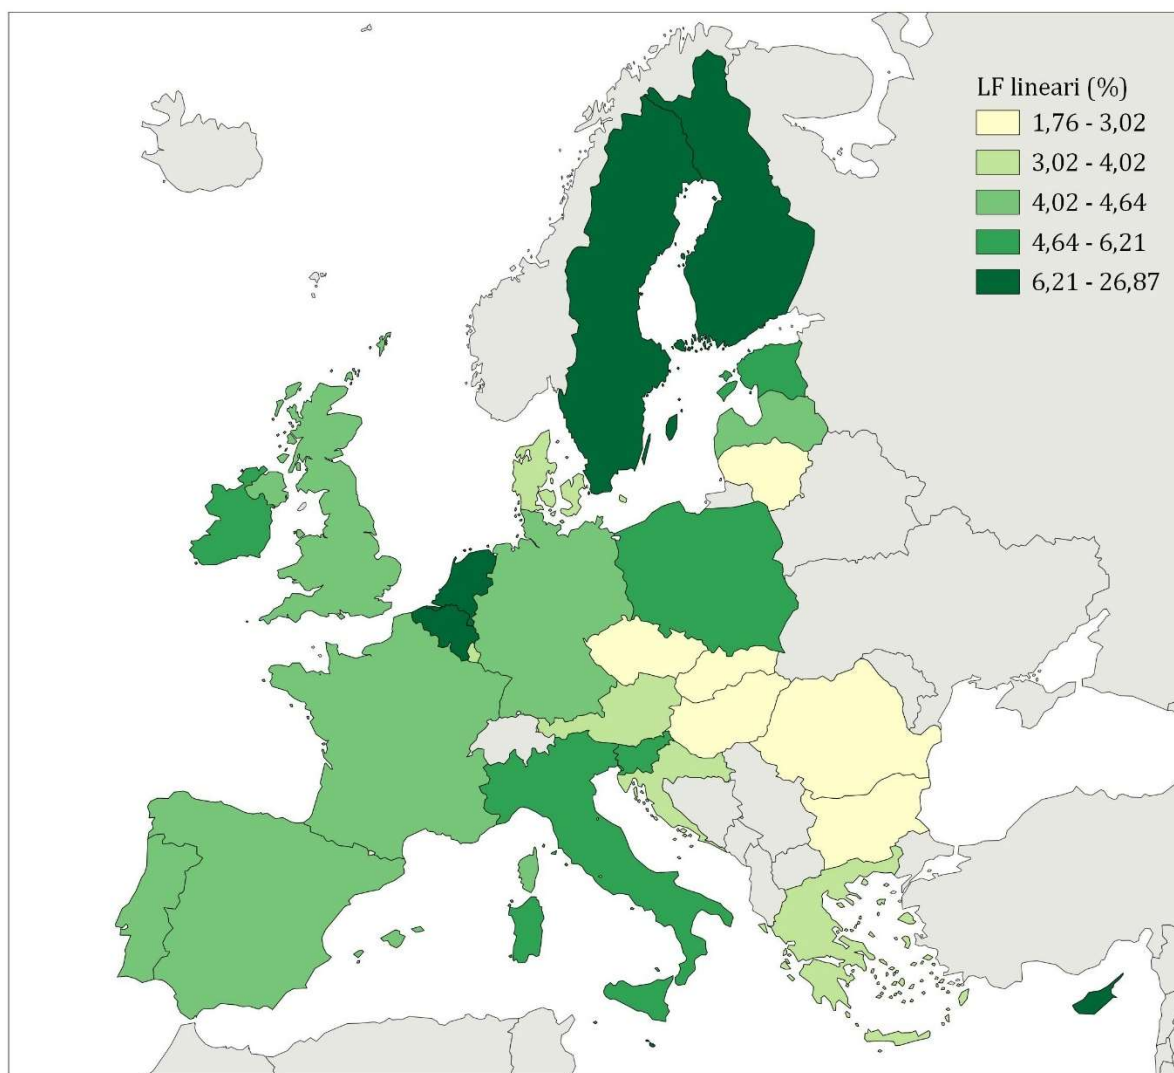 LF lineari (%)
1,76 - 3,02
3,02 - 4,02
4,02 - 4,64
4,64 - 6,21
6,21 - 26,87